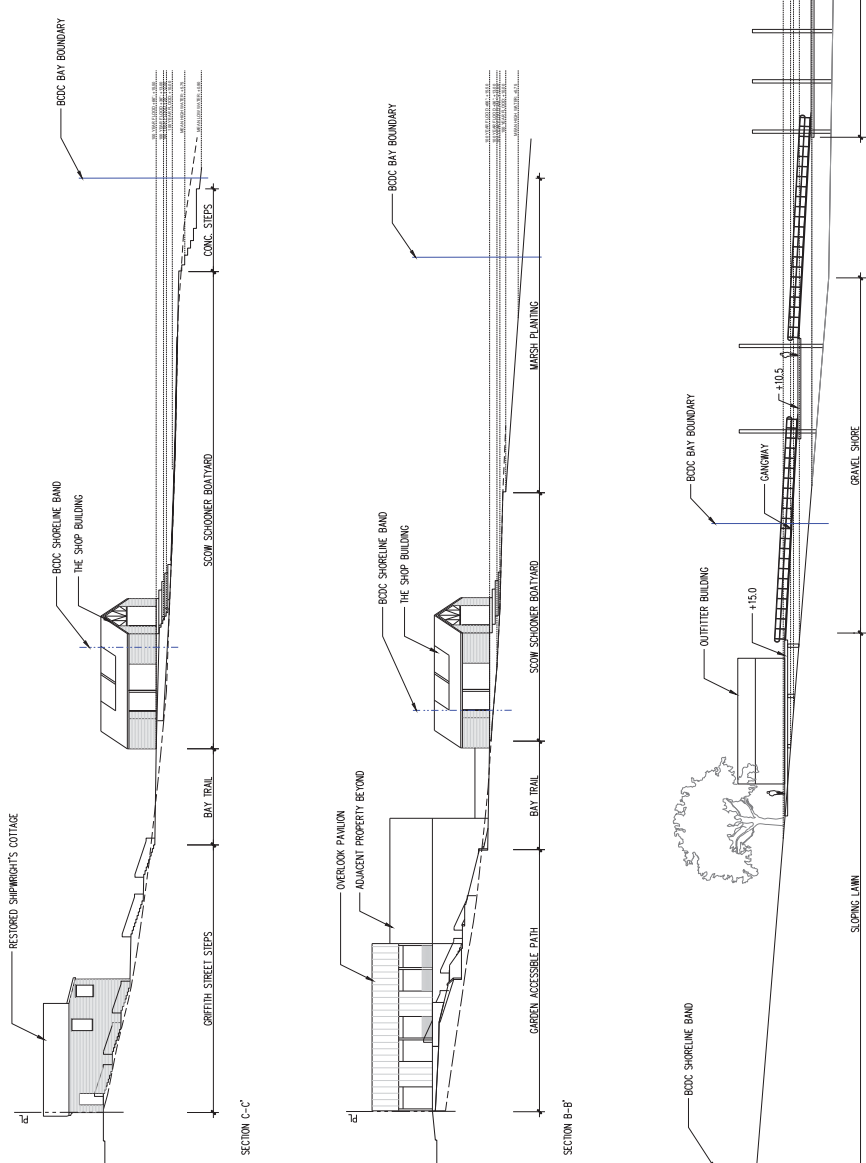 BCDC BAY BOUNDARY
BCDC SHORELINE BAND
THE SHOP BUILDING
RESTORED SHIPWRIGHT'S COTTAGE
PL
GRIFFITH STREET STEPS
BAY TRAIL
SCOW SCHOONER BOATYARD
CONC. STEPS
SECTION C-C'
BCDC BAY BOUNDARY
BCDC SHORELINE BAND
THE SHOP BUILDING
OVERLOOK PAVILION
ADJACENT PROPERTY BEYOND
PL
GARDEN ACCESSIBLE PATH
BAY TRAIL
SCOW SCHOONER BOATYARD
MARSH PLANTING
SECTION B-B'
BCDC SHORELINE BAND
OUTFITTER BUILDING
+15.0
BCDC BAY BOUNDARY
GANGWAY
+10.5
SLOPING LAWN
GRAVEL SHORE